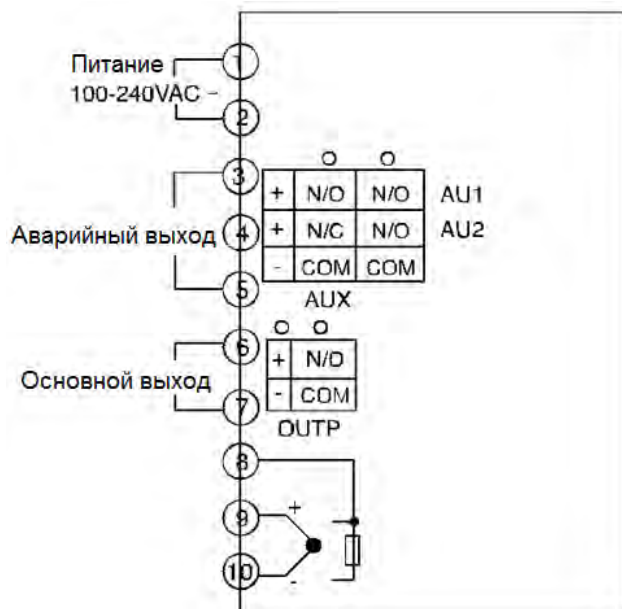 Питание
100-240VAC ~
1
2
3
4
5
6
7
8
9
10
Аварийный выход
+ N/O N/O AU1
+ N/C N/O AU2
- COM COM
AUX
Основной выход
+ N/O
- COM
OUTP
+
-